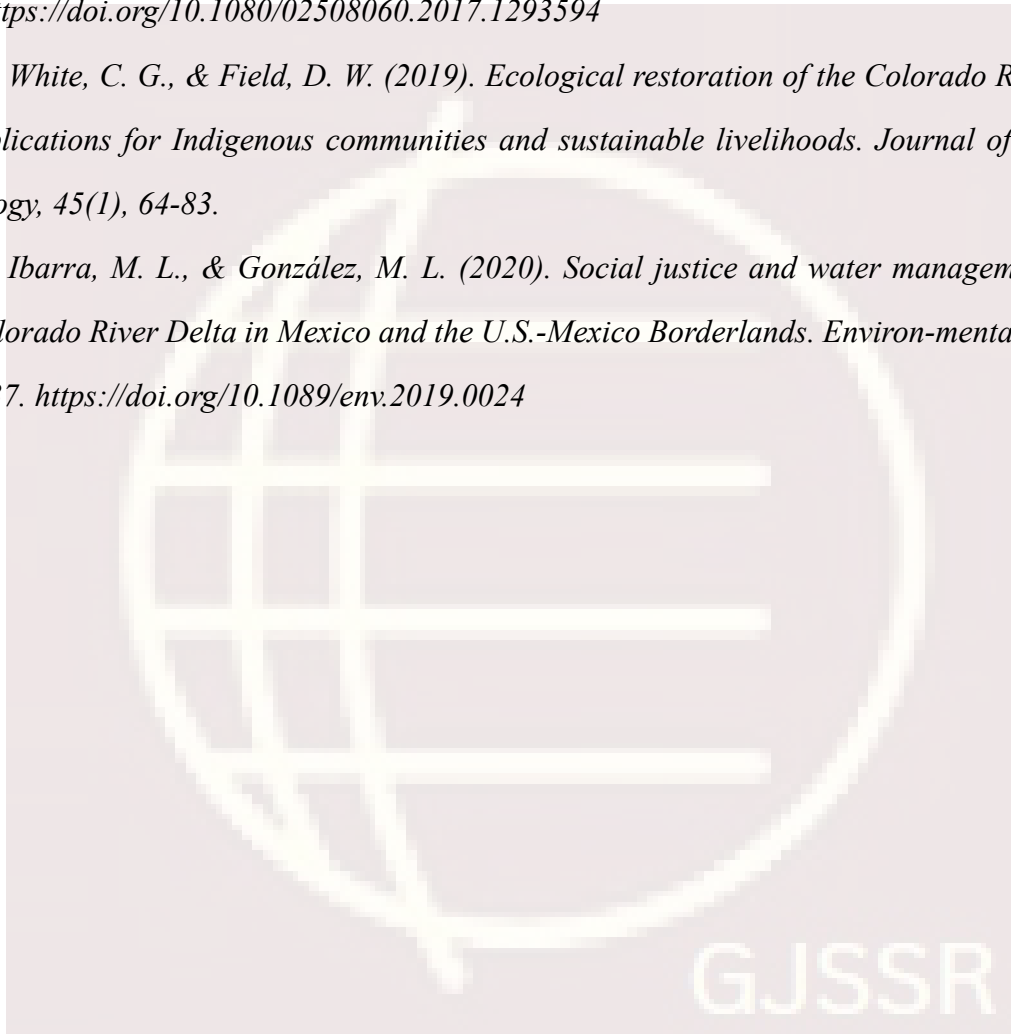 ttps://doi.org/10.1080/02508060.2017.1293594
White, C. G., & Field, D. W. (2019). Ecological restoration of the Colorado R
plications for Indigenous communities and sustainable livelihoods. Journal of
ogy, 45(1), 64-83.
Ibarra, M. L., & González, M. L. (2020). Social justice and water managem
lorado River Delta in Mexico and the U.S.-Mexico Borderlands. Environ-menta
37. https://doi.org/10.1089/env.2019.0024
GJSSR